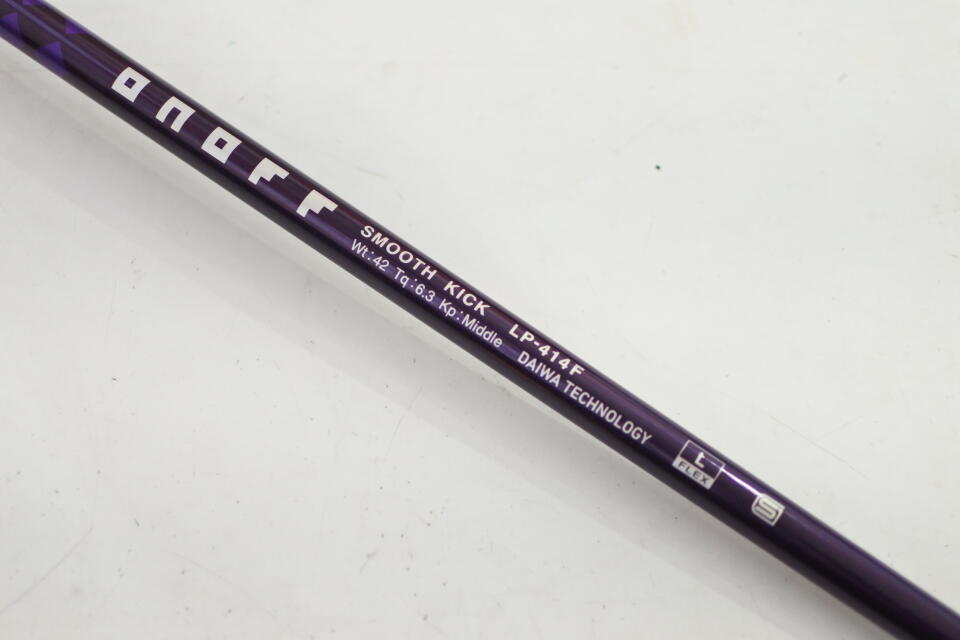 onoff
SMOOTH KICK LP-414F
Wt:42 Tq:6.3 Kp:Middle DAIWA TECHNOLOGY
L
FLEX
S